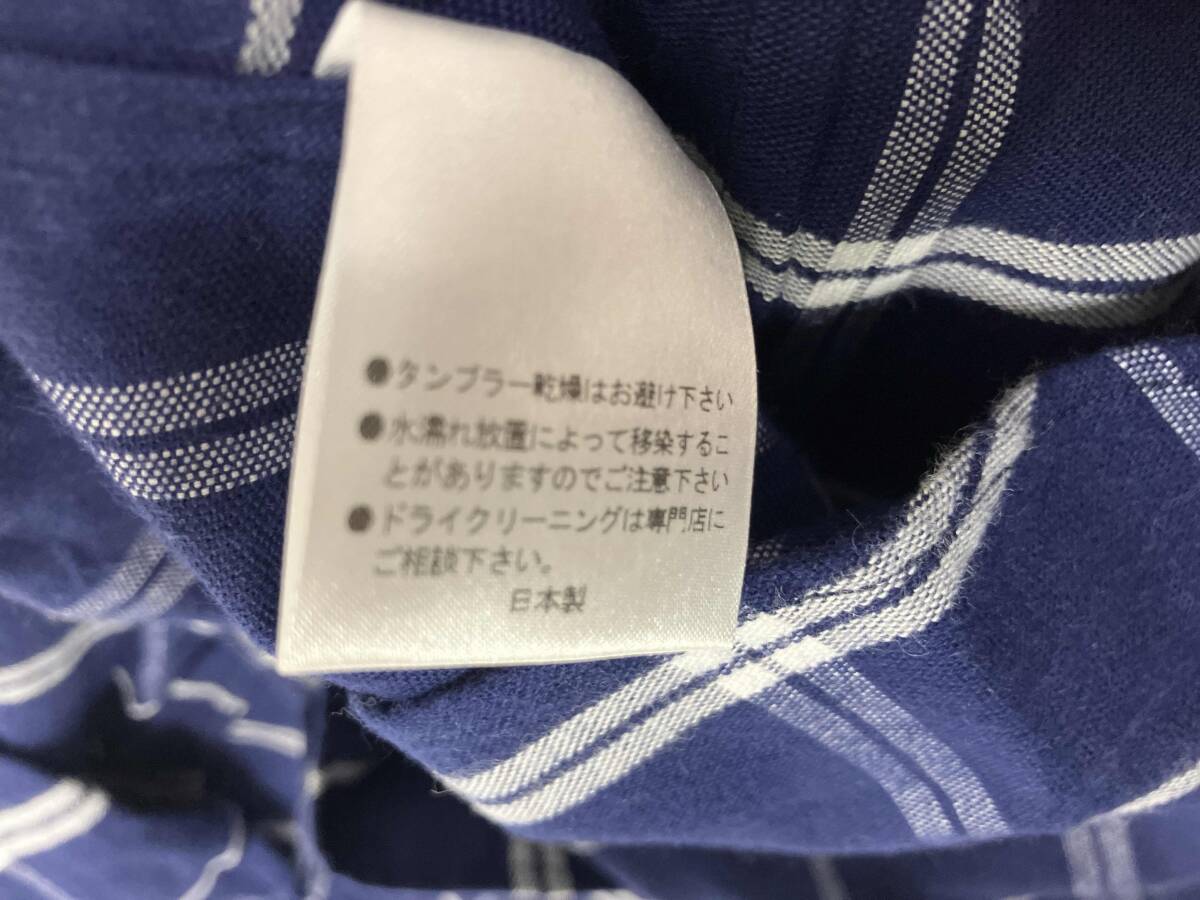 ●タンブラー乾燥はお避け下さい
●水濡れ放置によって移染するこ
とがありますのでご注意下さい
●ドライクリーニングは専門店に
ご相談下さい。
日本製